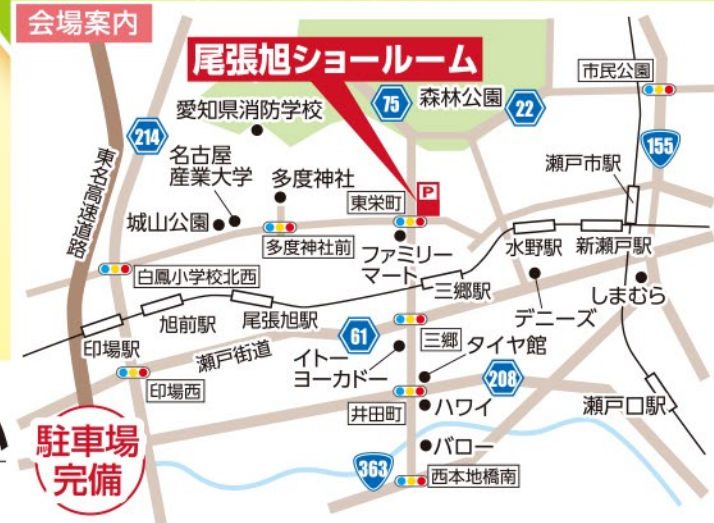 会場案内
尾張旭ショールーム
市民公園
愛知県消防学校
75
森林公園
22
214
155
名古屋
産業大学
多度神社
瀬戸市駅
東名高速道路
P
東栄町
城山公園
多度神社前
ファミリー
マート
水野駅
新瀬戸駅
白鳳小学校北西
三郷駅
デニーズ
しまむら
印場駅
旭前駅
尾張旭駅
瀬戸街道
61
三郷
イトー
ヨーカドー
タイヤ館
208
印場西
井田町
ハワイ
瀬戸口駅
駐車場
完備
バロー
363
西本地橋南